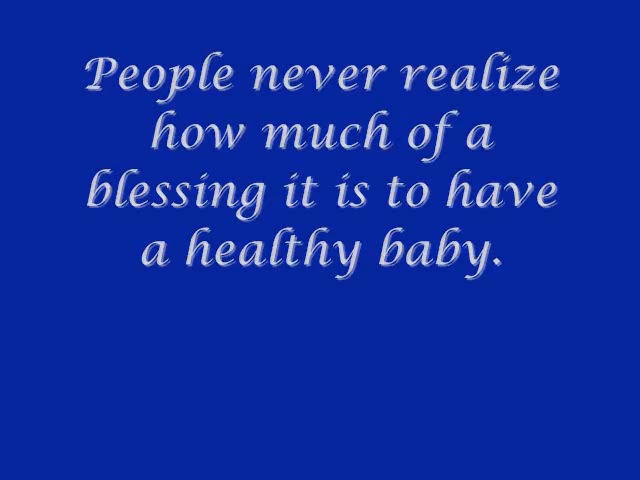 People never realize
how much of a
blessing it is to have
a healthy baby.